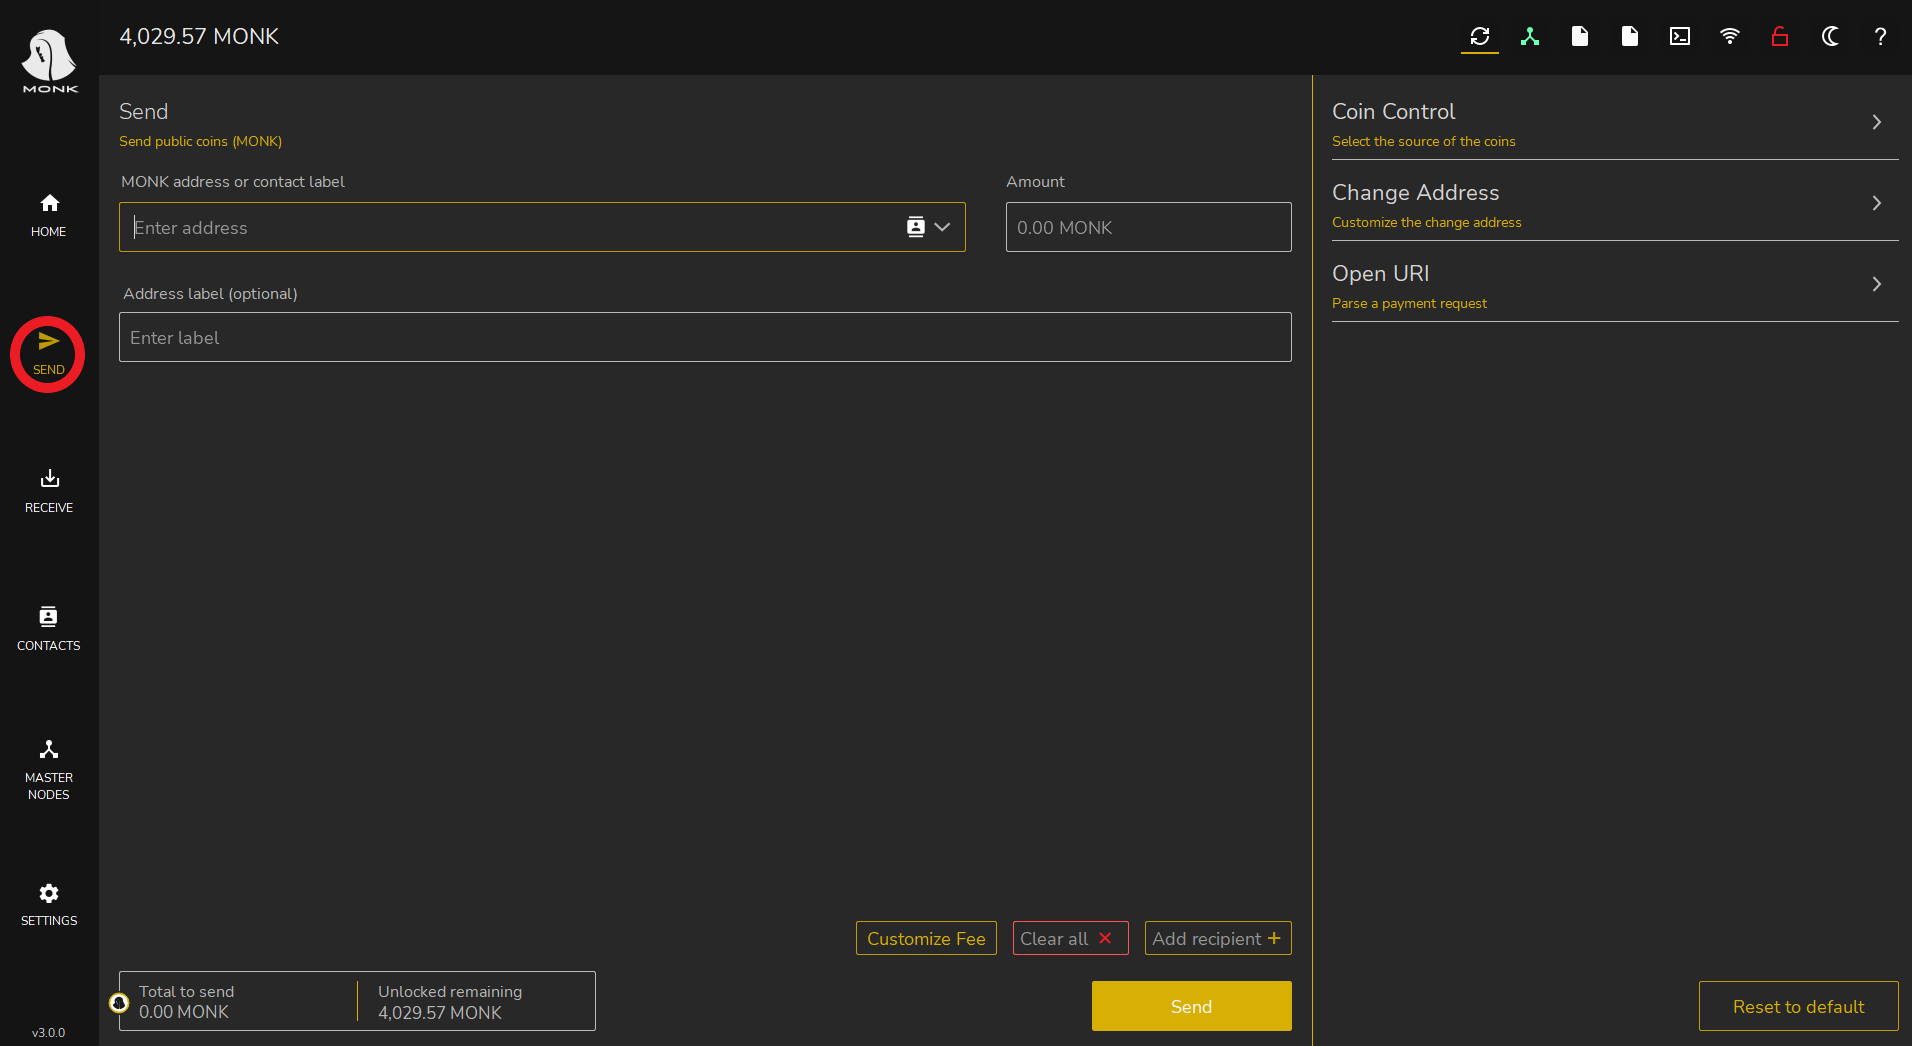 MONK
4,029.57 MONK
HOME
SEND
RECEIVE
CONTACTS
MASTER
NODES
SETTINGS
v3.0.0
Send
Send public coins (MONK)
MONK address or contact label
Amount
Enter address
0.00 MONK
Address label (optional)
Enter label
Customize Fee
Clear all
Add recipient +
Total to send
0.00 MONK
Unlocked remaining
4,029.57 MONK
Send
Coin Control
Select the source of the coins
Change Address
Customize the change address
Open URI
Parse a payment request
Reset to default